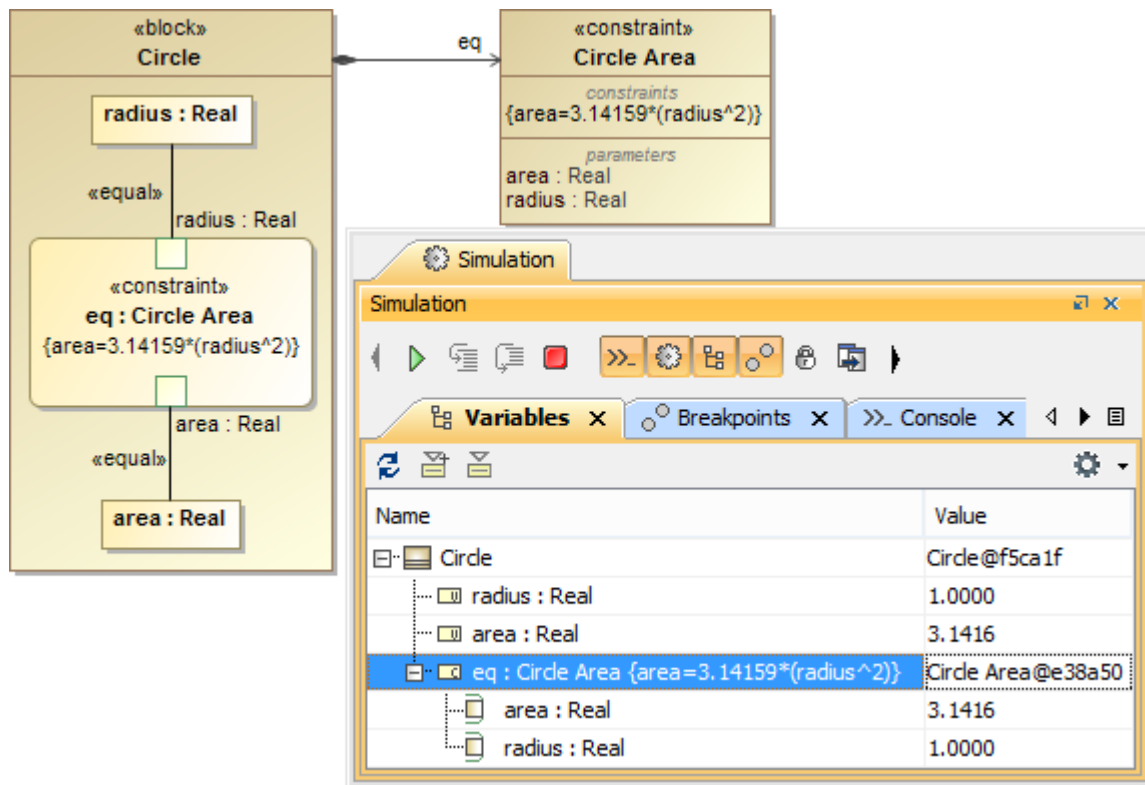 «block»
Circle
radius : Real
«equal»
radius : Real
«constraint»
eq : Circle Area
{area=3.14159*(radius^2)}
area : Real
«equal»
area : Real
eq
«constraint»
Circle Area
constraints
{area=3.14159*(radius^2)}
parameters
area : Real
radius : Real
Simulation
Simulation
Variables
Breakpoints
Console
Name Value
Circle Circle@f5ca1f
radius : Real 1.0000
area : Real 3.1416
eq : Circle Area {area=3.14159*(radius^2)} Circle Area@e38a50
area : Real 3.1416
radius : Real 1.0000